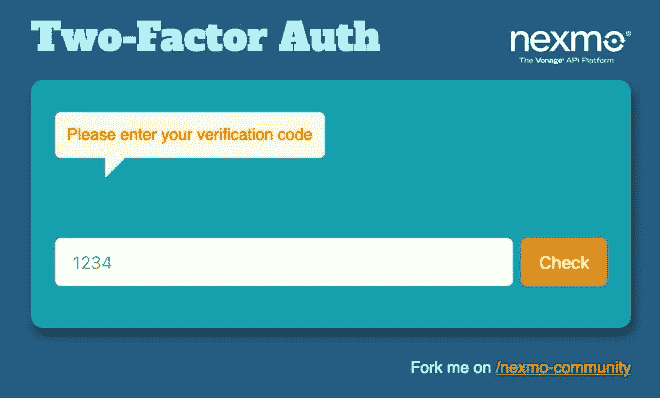 Two-Factor Auth
nexmo®
The Vonage® API Platform
Please enter your verification code
1234
Check
Fork me on /nexmo-community